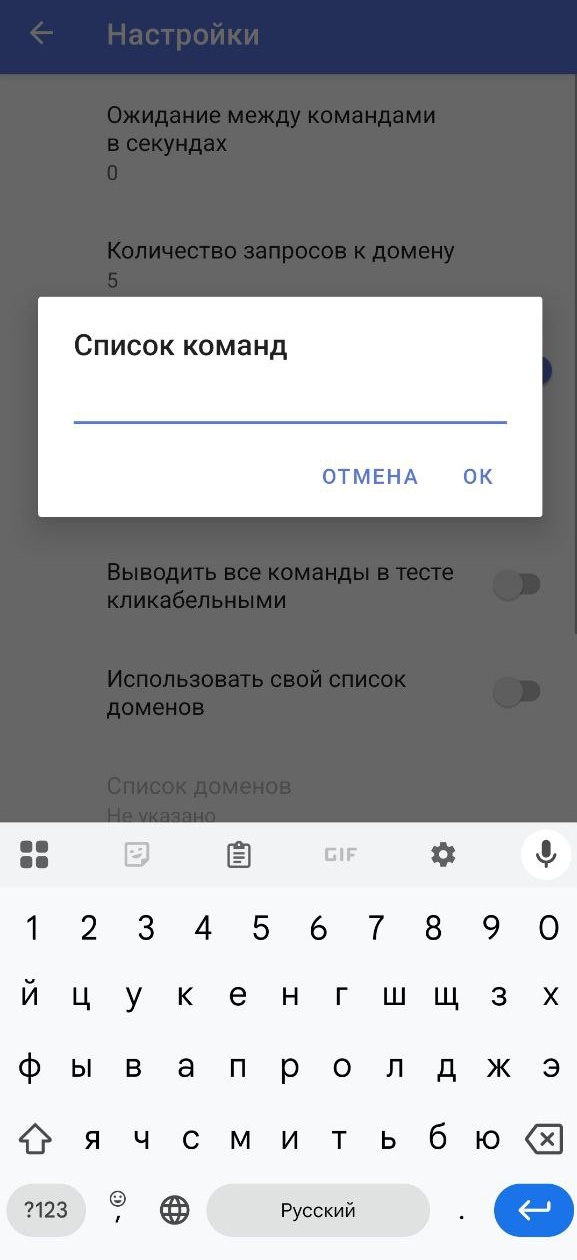 Настройки
Ожидание между командами
в секундах
0
Количество запросов к домену
5
Список команд
ОТМЕНА ОК
Выводить все команды в тесте
кликабельными
Использовать свой список
доменов
Список доменов
Не указано
GIF
1 2 3 4 5 6 7 8 9 0
й ц у к е н г ш щ з х
ф ы в а п р о л д ж э
я ч с м и т ь б ю
?123 , Русский .